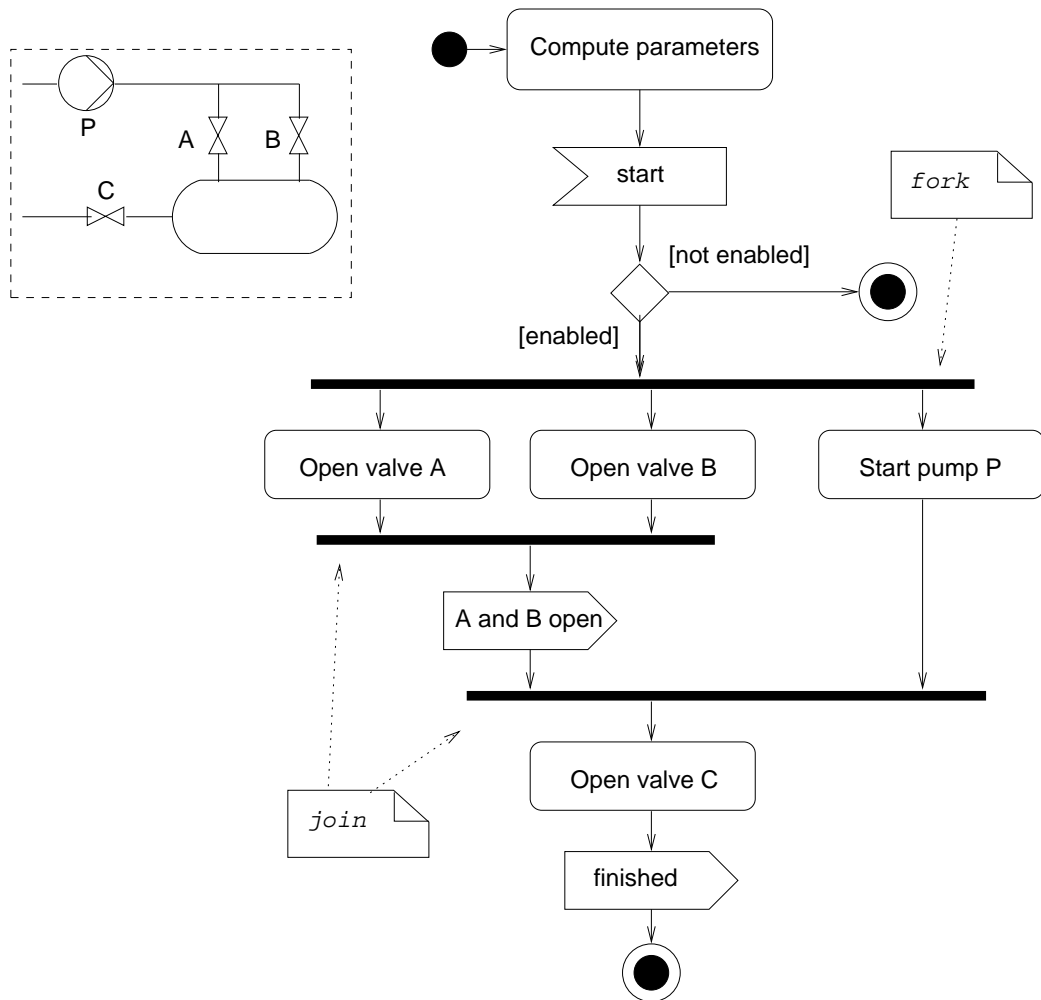 Compute parameters
P
A
B
C
start
fork
[not enabled]
[enabled]
Open valve A
Open valve B
Start pump P
A and B open
Open valve C
join
finished